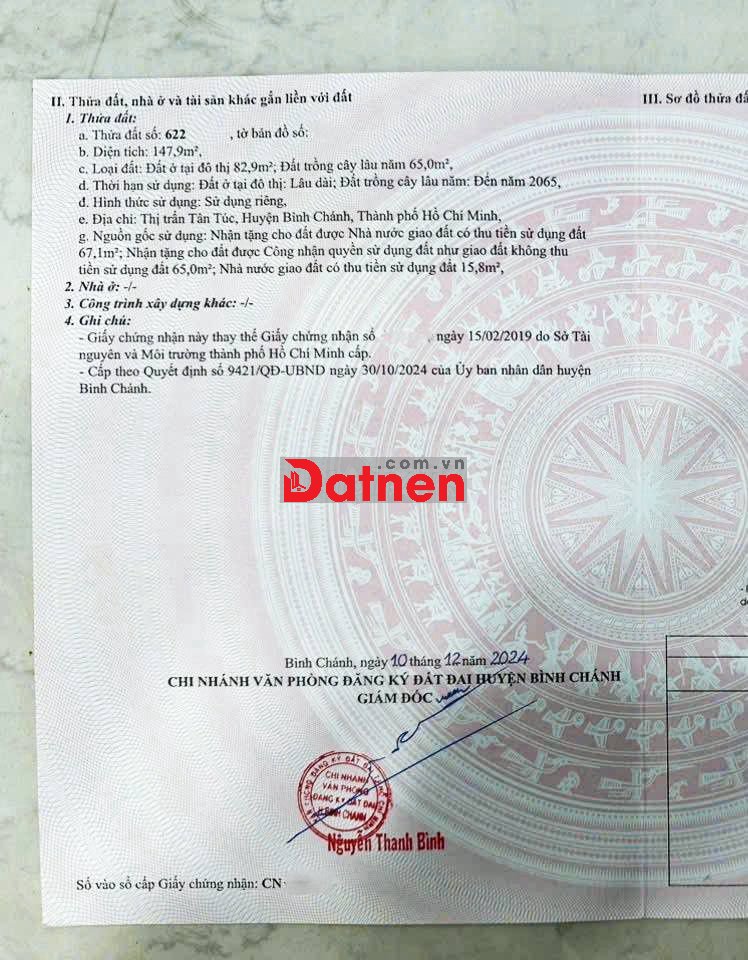 II. Thửa đất, nhà ở và tài sản khác gắn liền với đất
III. Sơ đồ thửa đấ
1. Thửa đất:
a. Thửa đất số: 622 , tờ bản đồ số:
b. Diện tích: 147,9m²,
c. Loại đất: Đất ở tại đô thị 82,9m²; Đất trồng cây lâu năm 65,0m²,
d. Thời hạn sử dụng: Đất ở tại đô thị: Lâu dài; Đất trồng cây lâu năm: Đến năm 2065,
đ. Hình thức sử dụng: Sử dụng riêng,
e. Địa chỉ: Thị trấn Tân Túc, Huyện Bình Chánh, Thành phố Hồ Chí Minh,
g. Nguồn gốc sử dụng: Nhận tặng cho đất được Nhà nước giao đất có thu tiền sử dụng đất
67,1m²; Nhận tặng cho đất được Công nhận quyền sử dụng đất như giao đất không thu
tiền sử dụng đất 65,0m²; Nhà nước giao đất có thu tiền sử dụng đất 15,8m²,
2. Nhà ở: -/-
3. Công trình xây dựng khác: -/-
4. Ghi chú:
- Giấy chứng nhận này thay thế Giấy chứng nhận số , ngày 15/02/2019 do Sở Tài
nguyên và Môi trường thành phố Hồ Chí Minh cấp.
- Cấp theo Quyết định số 9421/QĐ-UBND ngày 30/10/2024 của Ủy ban nhân dân huyện
Bình Chánh.
.com.vn
Datnen
Bình Chánh, ngày 10 tháng 12 năm 2024
CHI NHÁNH VĂN PHÒNG ĐĂNG KÝ ĐẤT ĐAI HUYỆN BÌNH CHÁNH
GIÁM ĐỐC
CHI NHÁNH
VĂN PHÒNG
ĐĂNG KÝ ĐẤT ĐAI
H.BÌNH CHÁNH
Nguyễn Thanh Bình
Số vào sổ cấp Giấy chứng nhận: CN